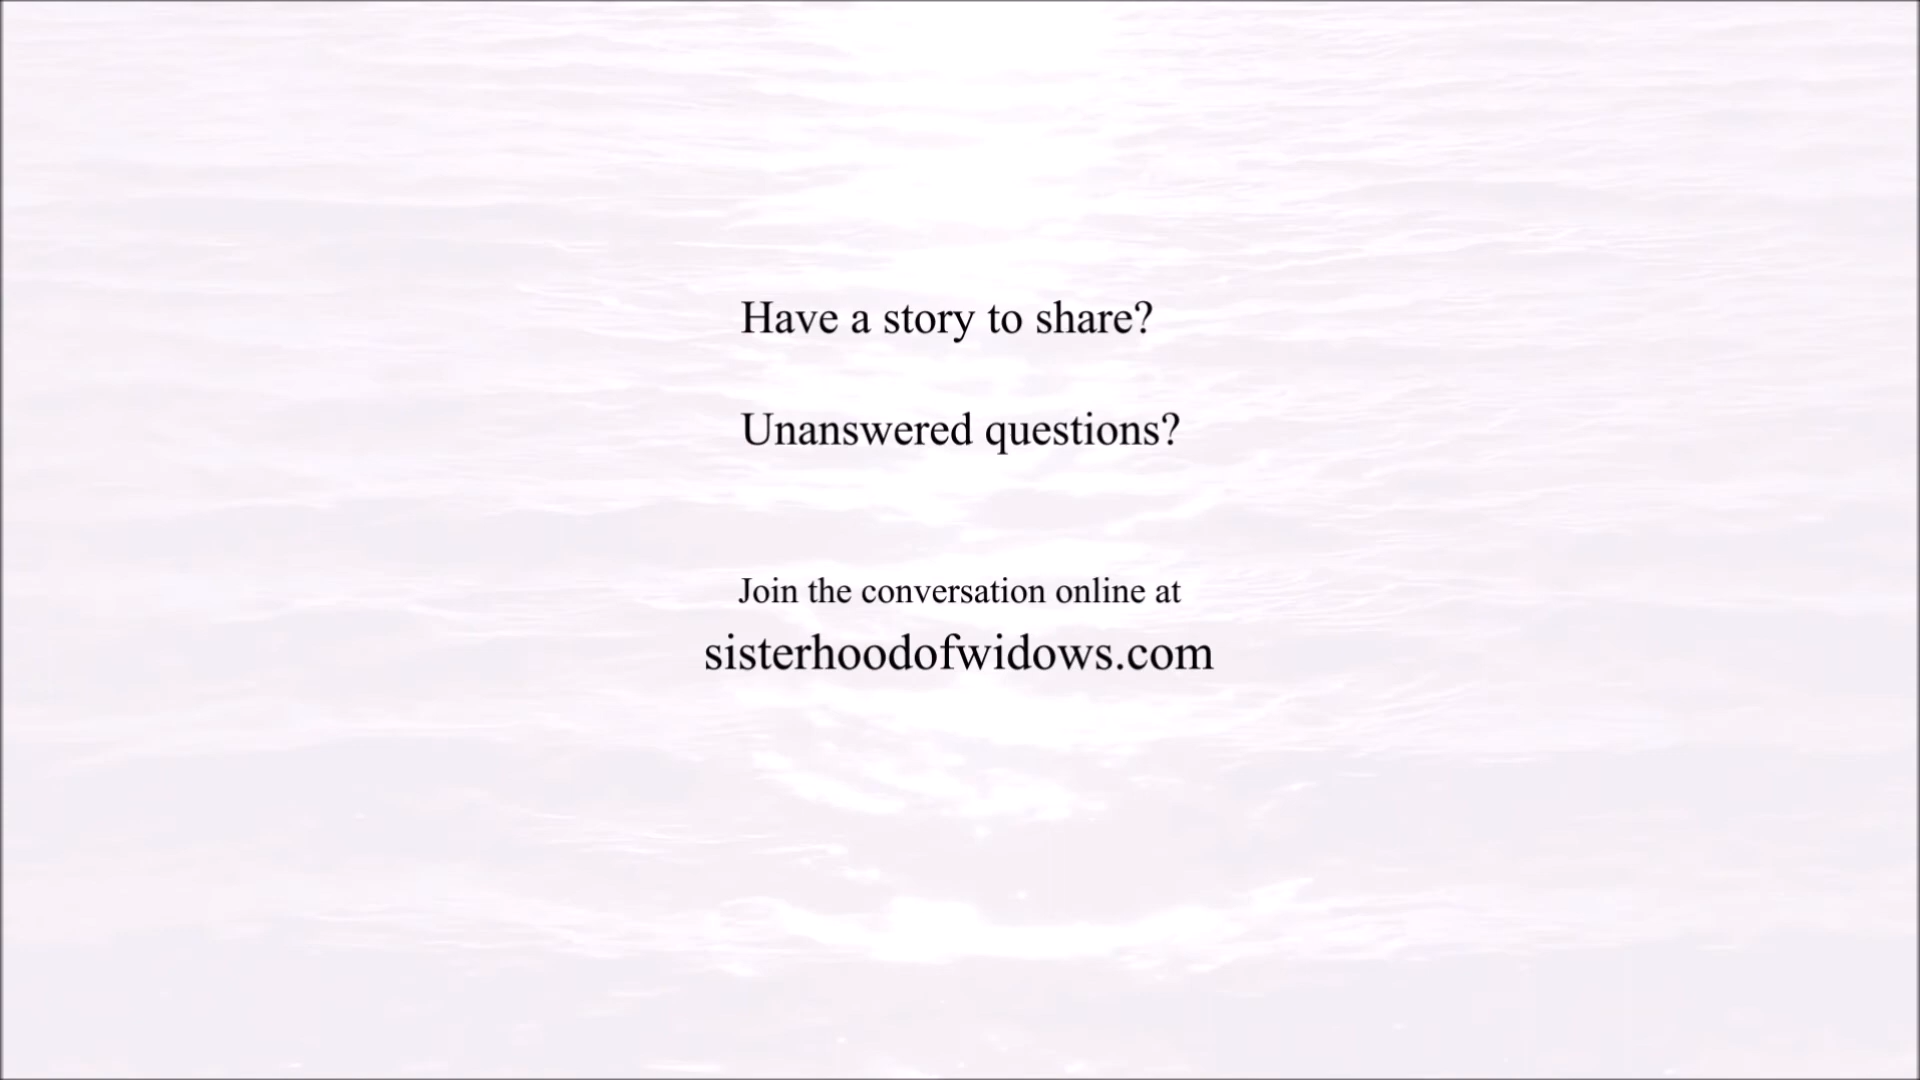 Have a story to share?
Unanswered questions?
Join the conversation online at
sisterhoodofwidows.com